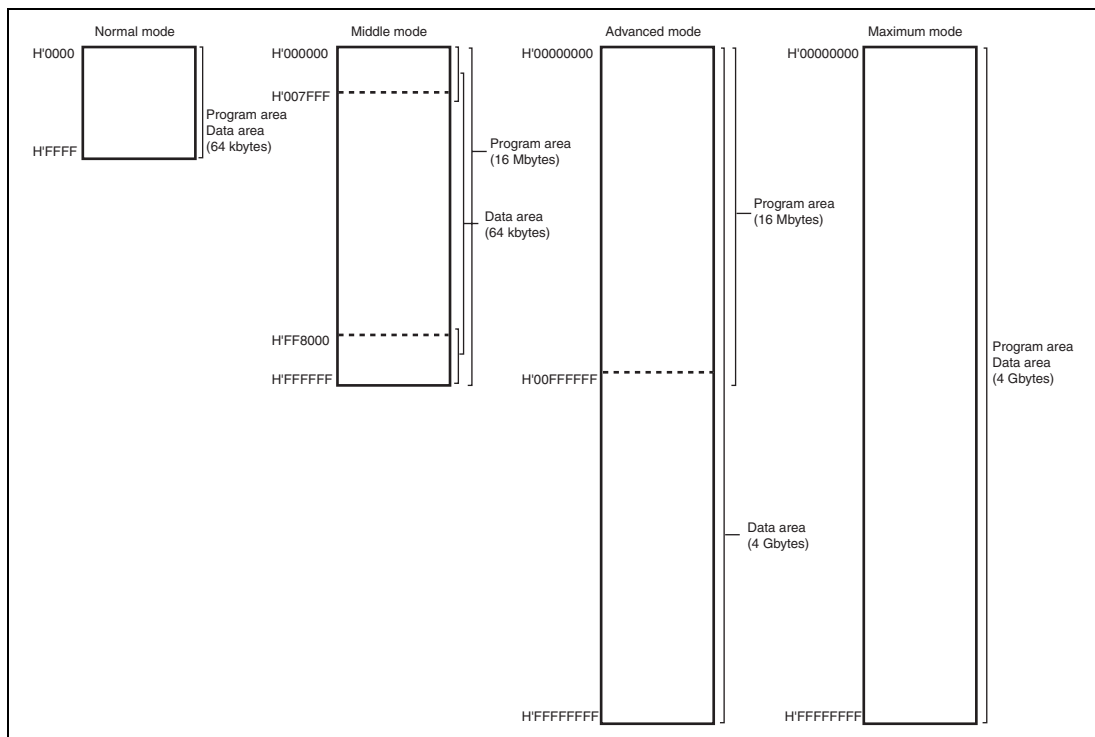 Normal mode
H'0000
H'FFFF
Program area
Data area
(64 kbytes)
Middle mode
H'000000
H'007FFF
H'FF8000
H'FFFFFF
Program area
(16 Mbytes)
Data area
(64 kbytes)
Advanced mode
H'00000000
H'00FFFFFF
H'FFFFFFFF
Program area
(16 Mbytes)
Data area
(4 Gbytes)
Maximum mode
H'00000000
H'FFFFFFFF
Program area
Data area
(4 Gbytes)